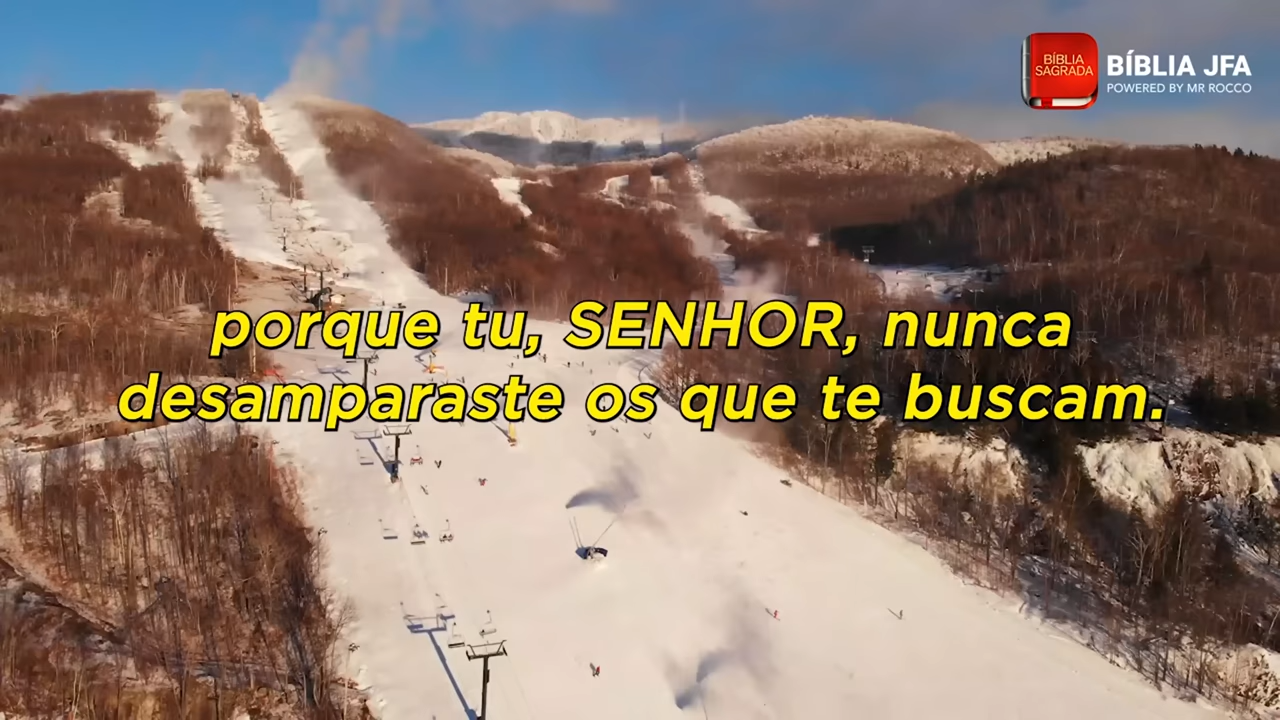 BÍBLIA
SAGRADA
BÍBLIA JFA
POWERED BY MR ROCCO
porque tu, SENHOR, nunca
desamparaste os que te buscam.